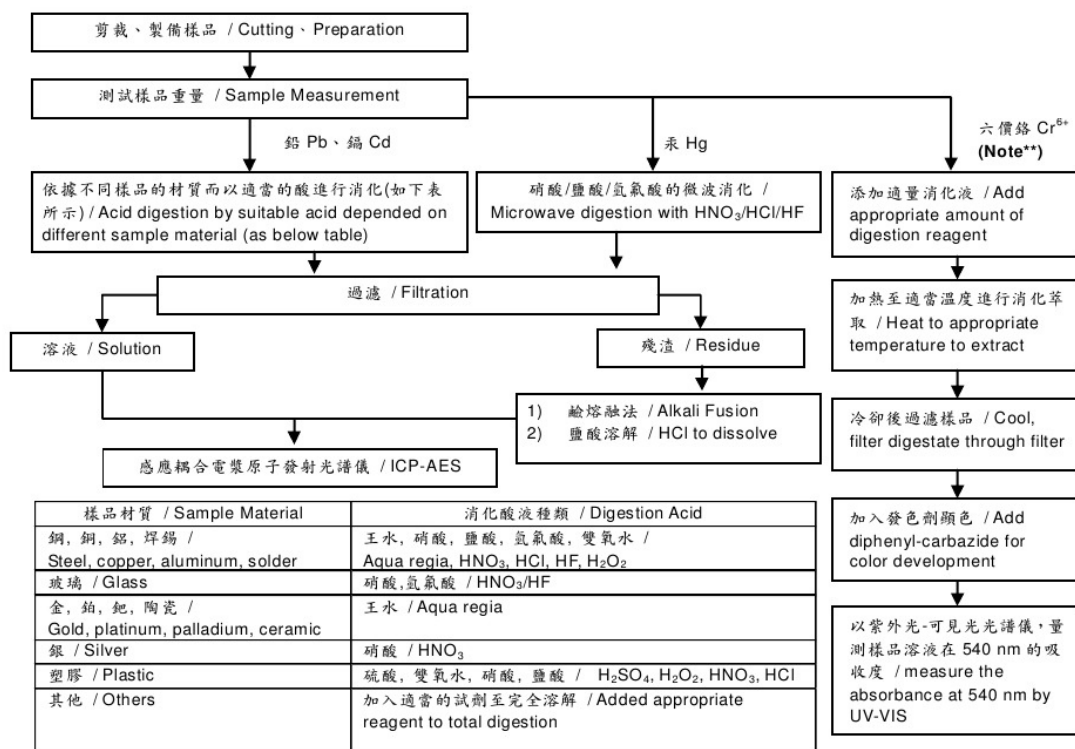 剪裁、製備樣品 / Cutting、Preparation
測試樣品重量 / Sample Measurement
鉛 Pb、鎘 Cd
汞 Hg
六價鉻 Cr6+
(Note**)
依據不同樣品的材質而以適當的酸進行消化(如下表
所示) / Acid digestion by suitable acid depended on
different sample material (as below table)
硝酸/鹽酸/氫氟酸的微波消化 /
Microwave digestion with HNO3/HCl/HF
添加適量消化液 / Add
appropriate amount of
digestion reagent
過濾 / Filtration
加熱至適當溫度進行消化萃
取 / Heat to appropriate
temperature to extract
溶液 / Solution
殘渣 / Residue
1) 鹼熔融法 / Alkali Fusion
2) 鹽酸溶解 / HCl to dissolve
冷卻後過濾樣品 / Cool,
filter digestate through filter
感應耦合電漿原子發射光譜儀 / ICP-AES
加入發色劑顯色 / Add
diphenyl-carbazide for
color development
以紫外光-可見光光譜儀,量
測樣品溶液在 540 nm 的吸
收度 / measure the
absorbance at 540 nm by
UV-VIS
樣品材質 / Sample Material
消化酸液種類 / Digestion Acid
鋼, 銅, 鋁, 焊錫 /
Steel, copper, aluminum, solder
王水, 硝酸, 鹽酸, 氫氟酸, 雙氧水 /
Aqua regia, HNO3, HCl, HF, H2O2
玻璃 / Glass
硝酸,氫氟酸 / HNO3/HF
金, 鉑, 鈀, 陶瓷 /
Gold, platinum, palladium, ceramic
王水 / Aqua regia
銀 / Silver
硝酸 / HNO3
塑膠 / Plastic
硫酸, 雙氧水, 硝酸, 鹽酸 / H2SO4, H2O2, HNO3, HCl
其他 / Others
加入適當的試劑至完全溶解 / Added appropriate
reagent to total digestion